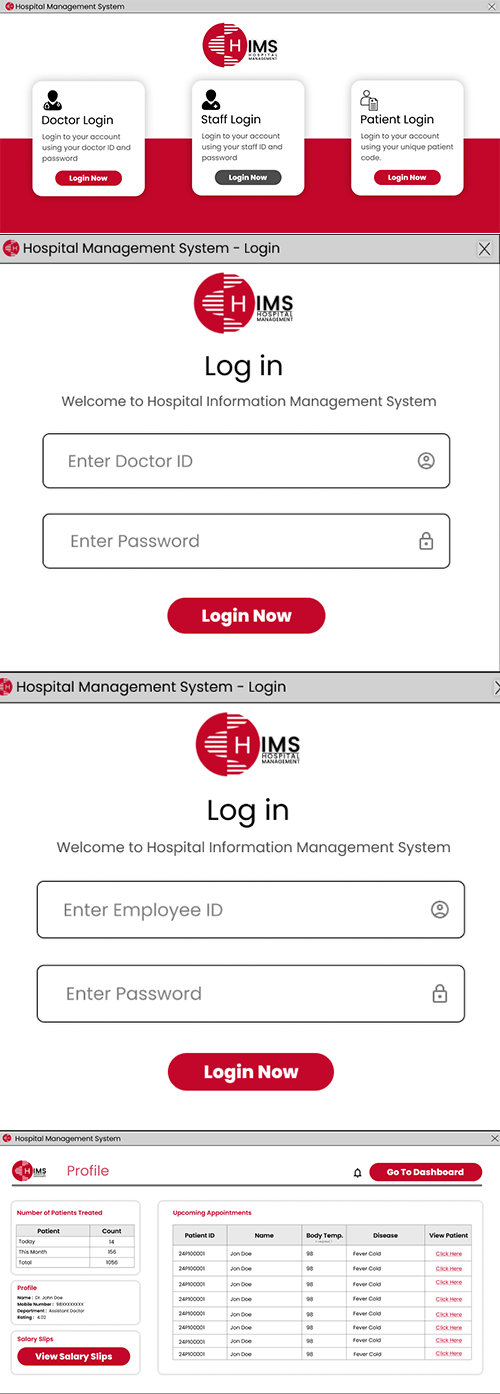 Hospital Management System
H IMS
HOSPITAL
MANAGEMENT
Doctor Login
Login to your account
using your doctor ID and
password
Login Now
Staff Login
Login to your account
using your staff ID and
password
Login Now
Patient Login
Login to your account
using your unique patient
code.
Login Now
Hospital Management System - Login
H IMS
HOSPITAL
MANAGEMENT
Log in
Welcome to Hospital Information Management System
Enter Doctor ID
Enter Password
Login Now
Hospital Management System - Login
H IMS
HOSPITAL
MANAGEMENT
Log in
Welcome to Hospital Information Management System
Enter Employee ID
Enter Password
Login Now
Hospital Management System
H IMS
Profile
Go To Dashboard
Number of Patients Treated
Patient Count
Today 14
This Month 156
Total 1056
Profile
Name : Dr. John Doe
Mobile Number : 98XXXXXXXX
Department : Assistant Doctor
Rating : 4.02
Salary Slips
View Salary Slips
Upcoming Appointments
Patient ID Name Body Temp. Disease View Patient
24P100001 Jon Doe 98 Fever Cold Click Here
24P100001 Jon Doe 98 Fever Cold Click Here
24P100001 Jon Doe 98 Fever Cold Click Here
24P100001 Jon Doe 98 Fever Cold Click Here
24P100001 Jon Doe 98 Fever Cold Click Here
24P100001 Jon Doe 98 Fever Cold Click Here
24P100001 Jon Doe 98 Fever Cold Click Here
24P100001 Jon Doe 98 Fever Cold Click Here